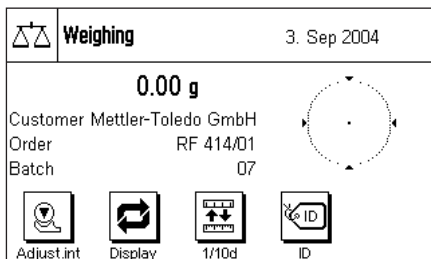 Weighing 3. Sep 2004
0.00 g
Customer Mettler-Toledo GmbH
Order RF 414/01
Batch 07
ID
Adjust.int Display 1/10d ID